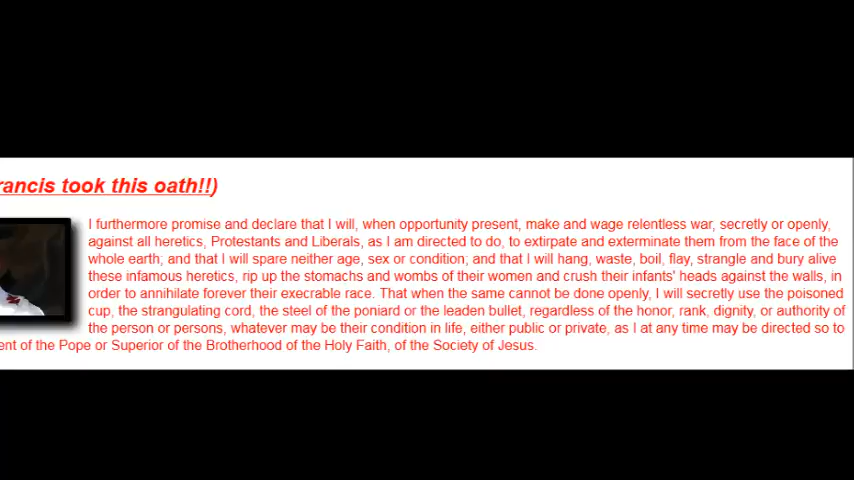 rancis took this oath!!)
I furthermore promise and declare that I will, when opportunity present, make and wage relentless war, secretly or openly,
against all heretics, Protestants and Liberals, as I am directed to do, to extirpate and exterminate them from the face of the
whole earth; and that I will spare neither age, sex or condition; and that I will hang, waste, boil, flay, strangle and bury alive
these infamous heretics, rip up the stomachs and wombs of their women and crush their infants' heads against the walls, in
order to annihilate forever their execrable race. That when the same cannot be done openly, I will secretly use the poisoned
cup, the strangulating cord, the steel of the poniard or the leaden bullet, regardless of the honor, rank, dignity, or authority of
the person or persons, whatever may be their condition in life, either public or private, as I at any time may be directed so to
ent of the Pope or Superior of the Brotherhood of the Holy Faith, of the Society of Jesus.